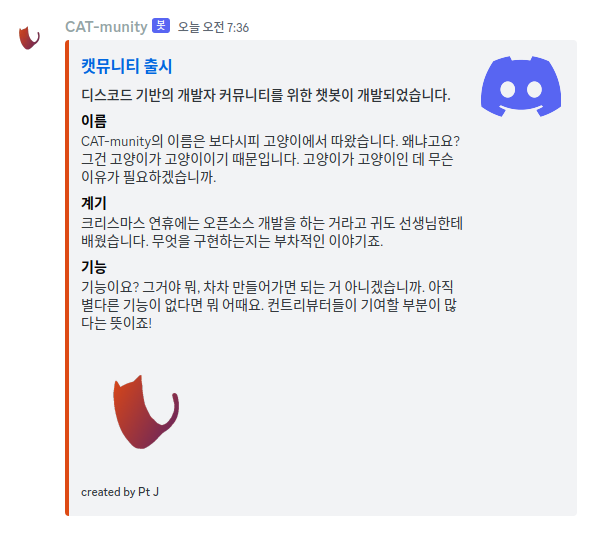 CAT-munity 봇 오늘 오전 7:36
캣뮤니티 출시
디스코드 기반의 개발자 커뮤니티를 위한 챗봇이 개발되었습니다.
이름
CAT-munity의 이름은 보다시피 고양이에서 따왔습니다. 왜냐고요?
그건 고양이가 고양이이기 때문입니다. 고양이가 고양이인 데 무슨
이유가 필요하겠습니까.
계기
크리스마스 연휴에는 오픈소스 개발을 하는 거라고 귀도 선생님한테
배웠습니다. 무엇을 구현하는지는 부차적인 이야기죠.
기능
기능이요? 그거야 뭐, 차차 만들어가면 되는 거 아니겠습니까. 아직
별다른 기능이 없다면 뭐 어때요. 컨트리뷰터들이 기여할 부분이 많
다는 뜻이죠!
created by Pt J